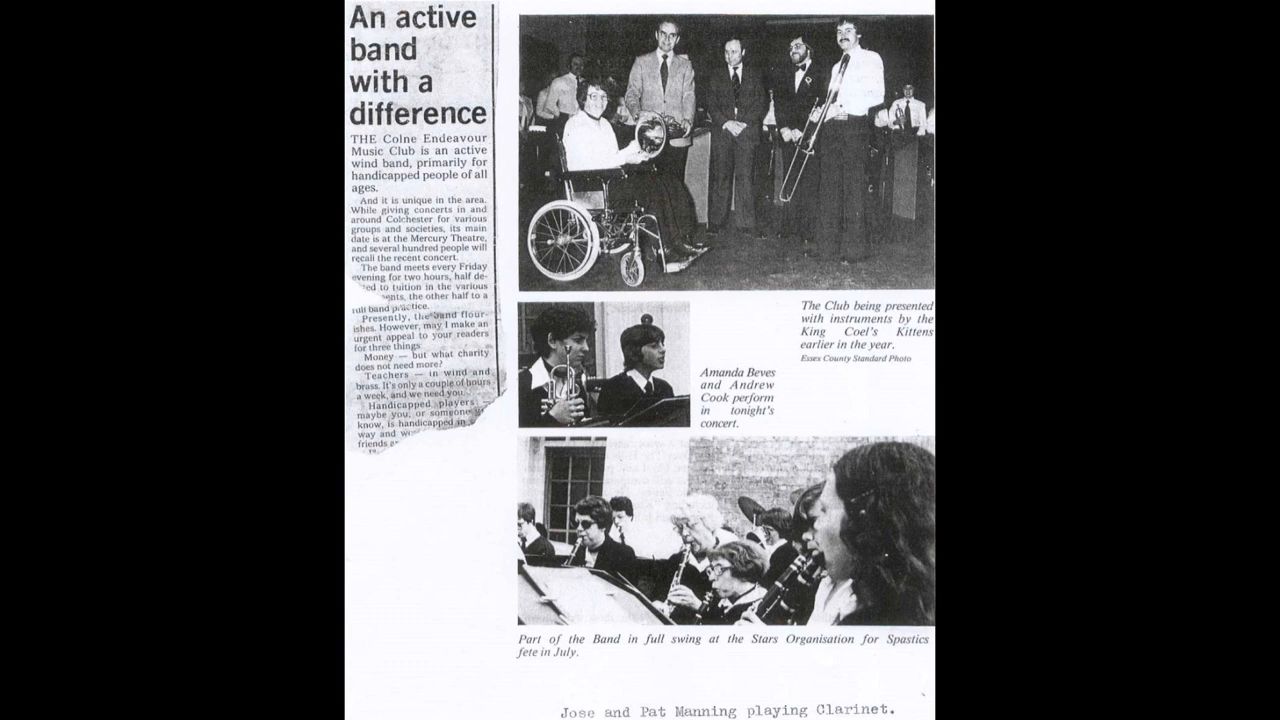 An active
band
with a
difference
THE Colne Endeavour
Music Club is an active
wind band, primarily for
handicapped people of all
ages.
And it is unique in the area.
While giving concerts in and
around Colchester for various
groups and societies, its main
date is at the Mercury Theatre,
and several hundred people will
recall the recent concert.
The band meets every Friday
evening for two hours, half de-
ed to tuition in the various
ents, the other half to a
full band practice.
Presently, the band flour-
ishes. However, may I make an
urgent appeal to your readers
for three things
Money — but what charity
does not need more?
Teachers — in wind and
brass. It's only a couple of hours
a week, and we need you.
Handicapped players —
maybe you, or someone
know, is handicapped in
way and
friends
The Club being presented
with instruments by the
King Coel's Kittens
earlier in the year.
Essex County Standard Photo
Amanda Beves
and Andrew
Cook perform
in tonight's
concert.
Part of the Band in full swing at the Stars Organisation for Spastics
fete in July.
Jose and Pat Manning playing Clarinet.